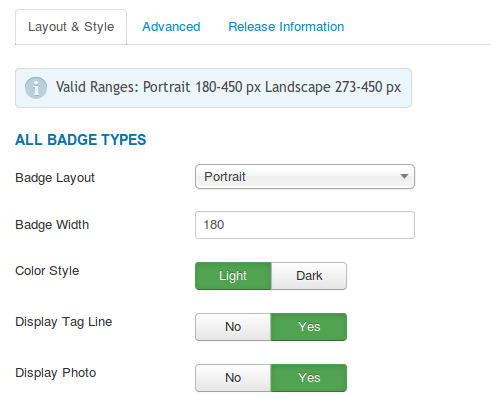 Layout & Style Advanced Release Information
Valid Ranges: Portrait 180-450 px Landscape 273-450 px
ALL BADGE TYPES
Badge Layout Portrait
Badge Width 180
Color Style Light Dark
Display Tag Line No Yes
Display Photo No Yes